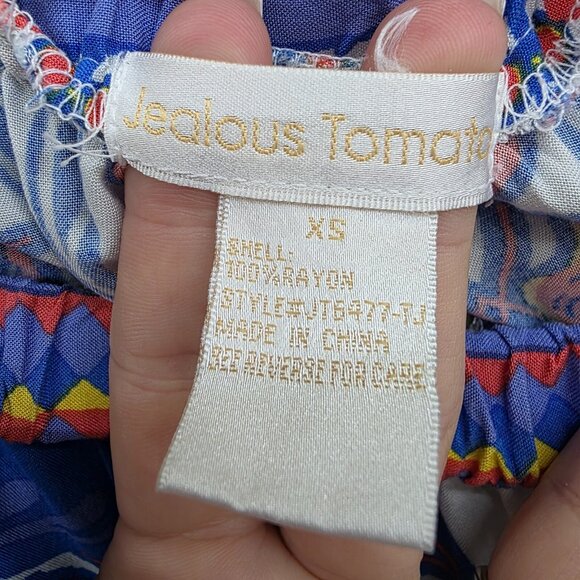 Jealous Tomato
XS
SHELL:
100%RAYON
STYLE#JT6477-TJ
MADE IN CHINA
SEE REVERSE FOR CARE